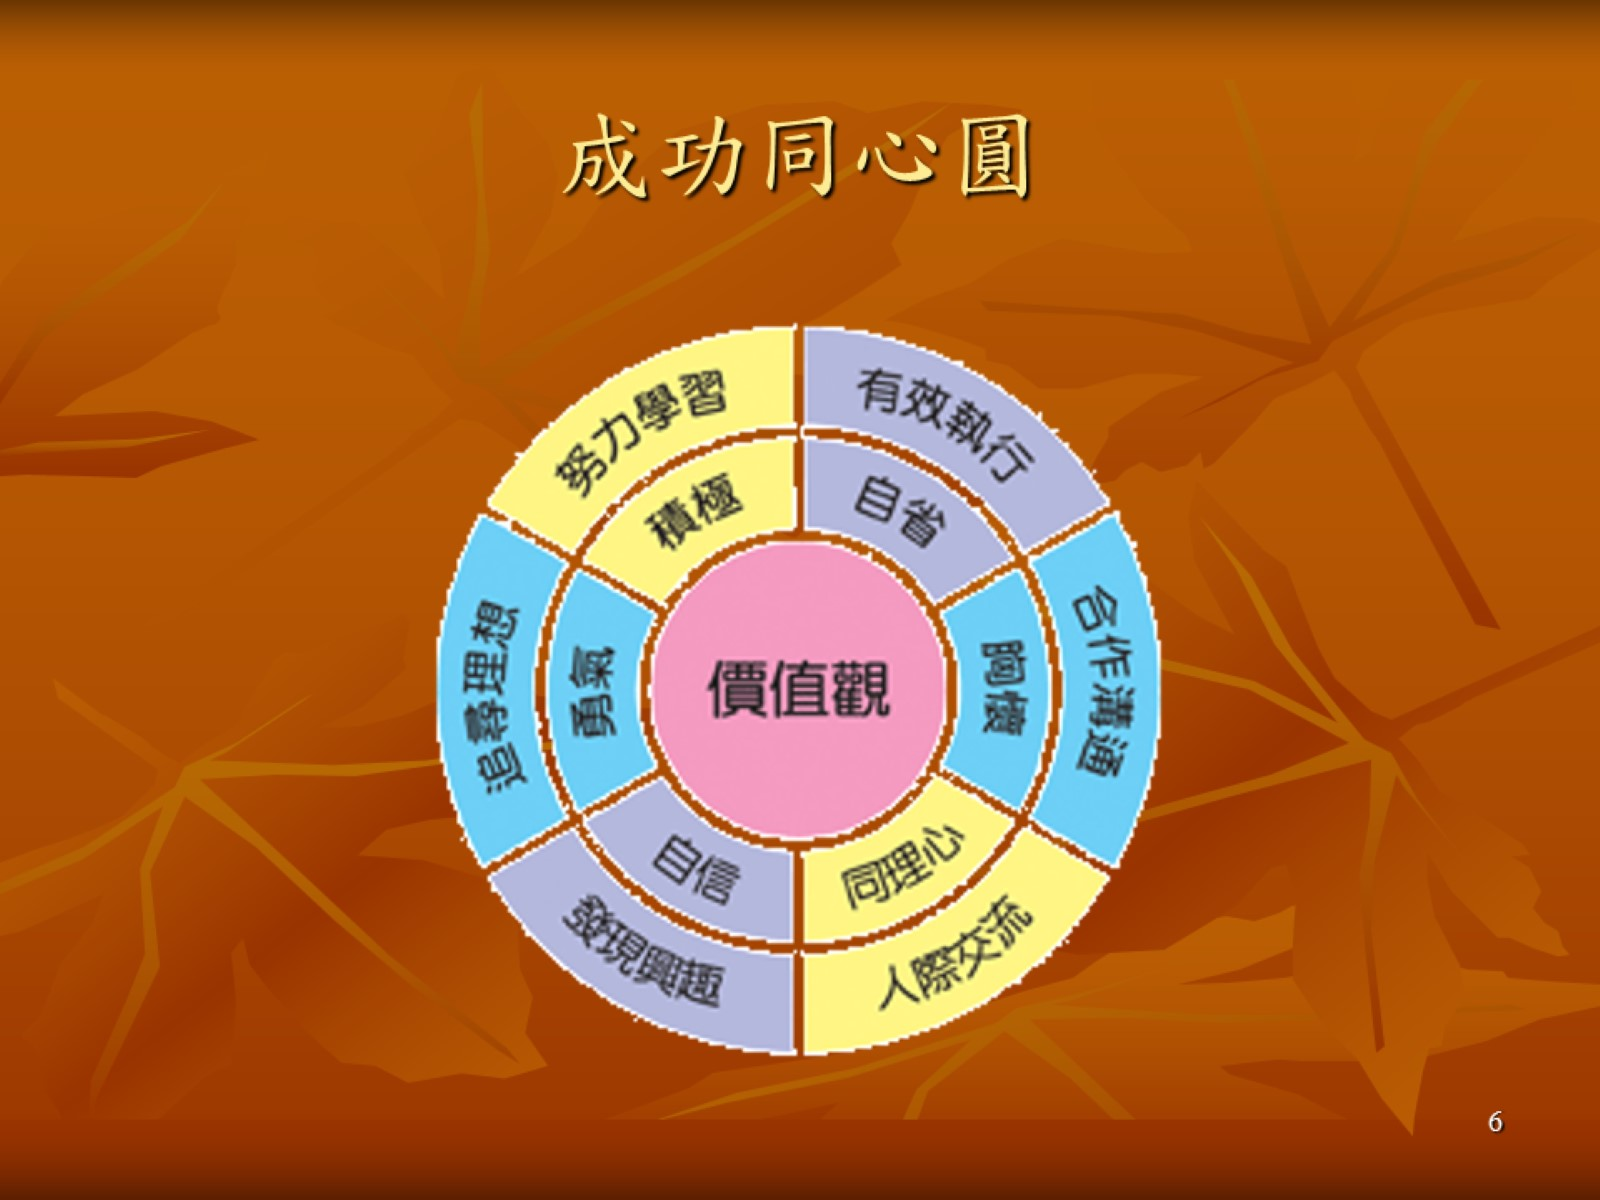 成功同心圓
努力學習
有效執行
積極
自省
追尋理想
勇氣
價值觀
胸懷
合作溝通
自信
同理心
發現興趣
人際交流
6